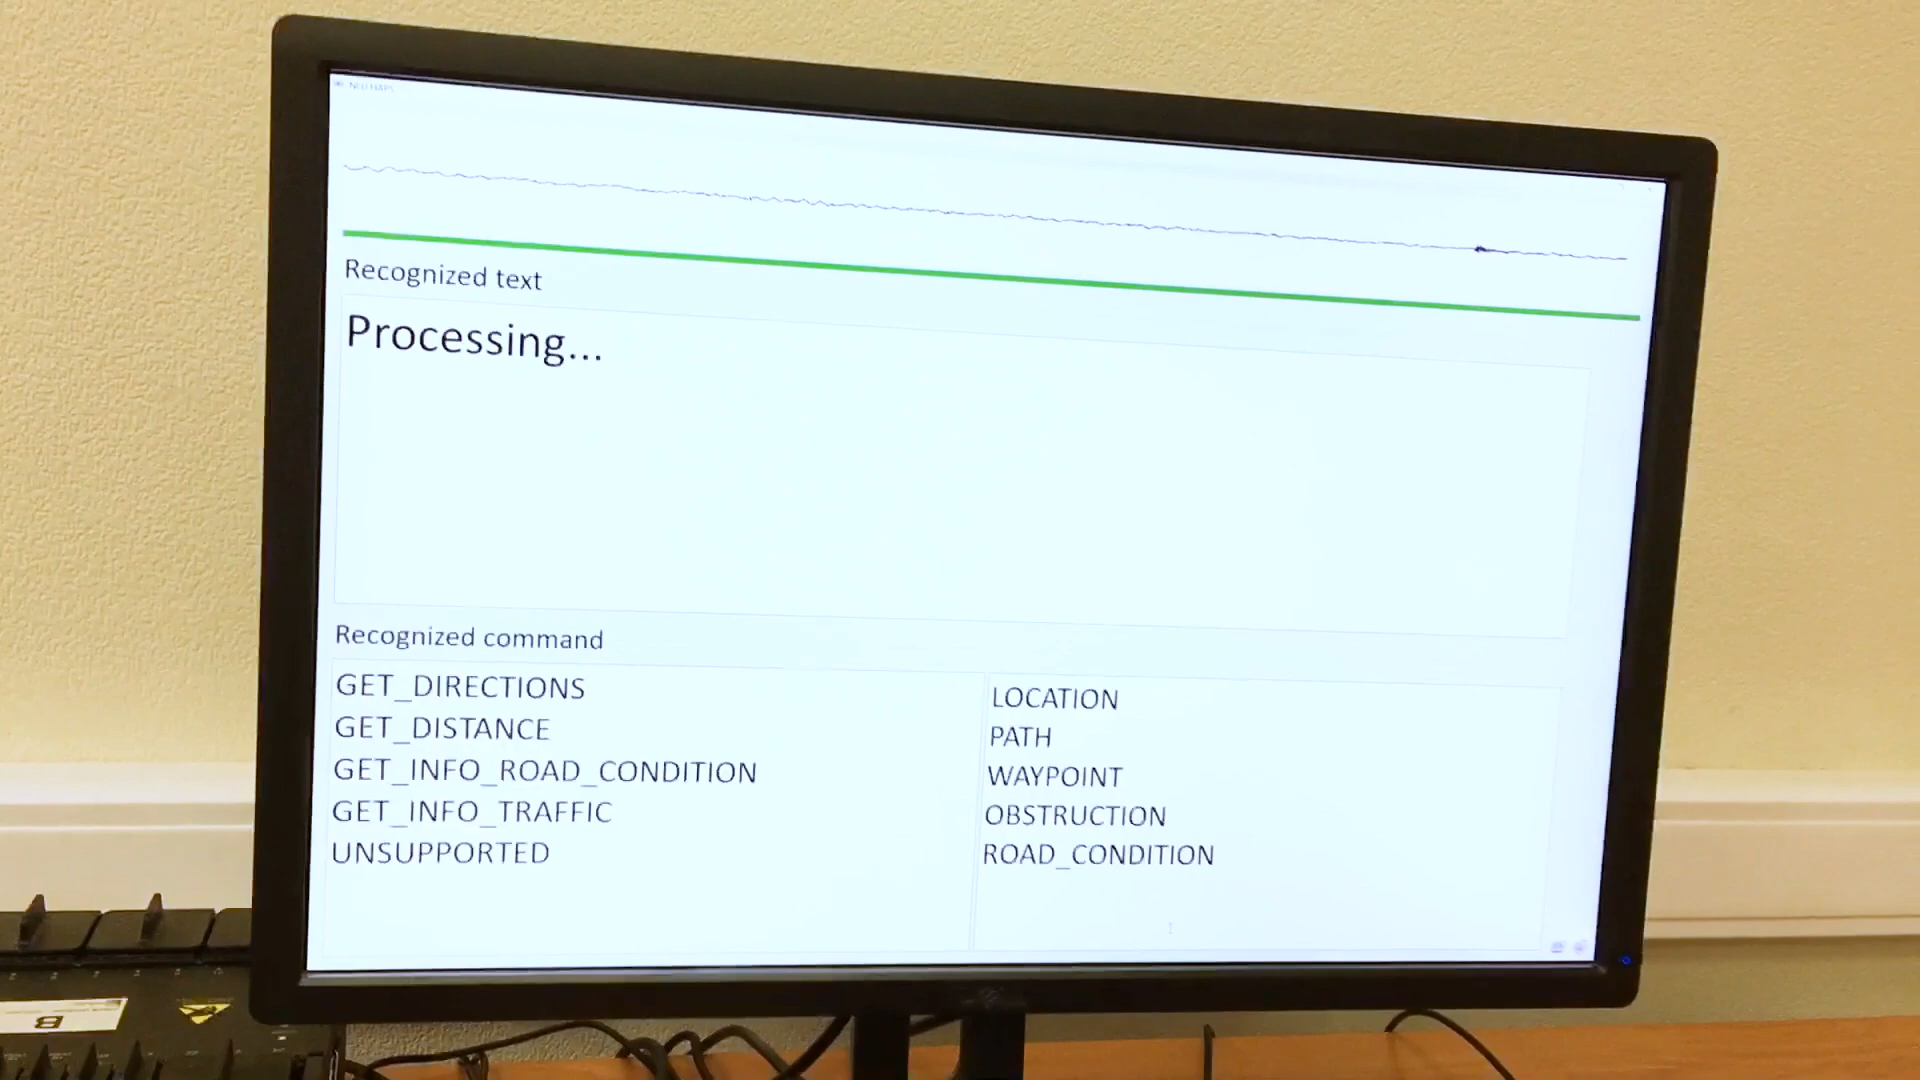 Recognized text
Processing...
Recognized command
GET_DIRECTIONS
GET_DISTANCE
GET_INFO_ROAD_CONDITION
GET_INFO_TRAFFIC
UNSUPPORTED
LOCATION
PATH
WAYPOINT
OBSTRUCTION
ROAD_CONDITION
B